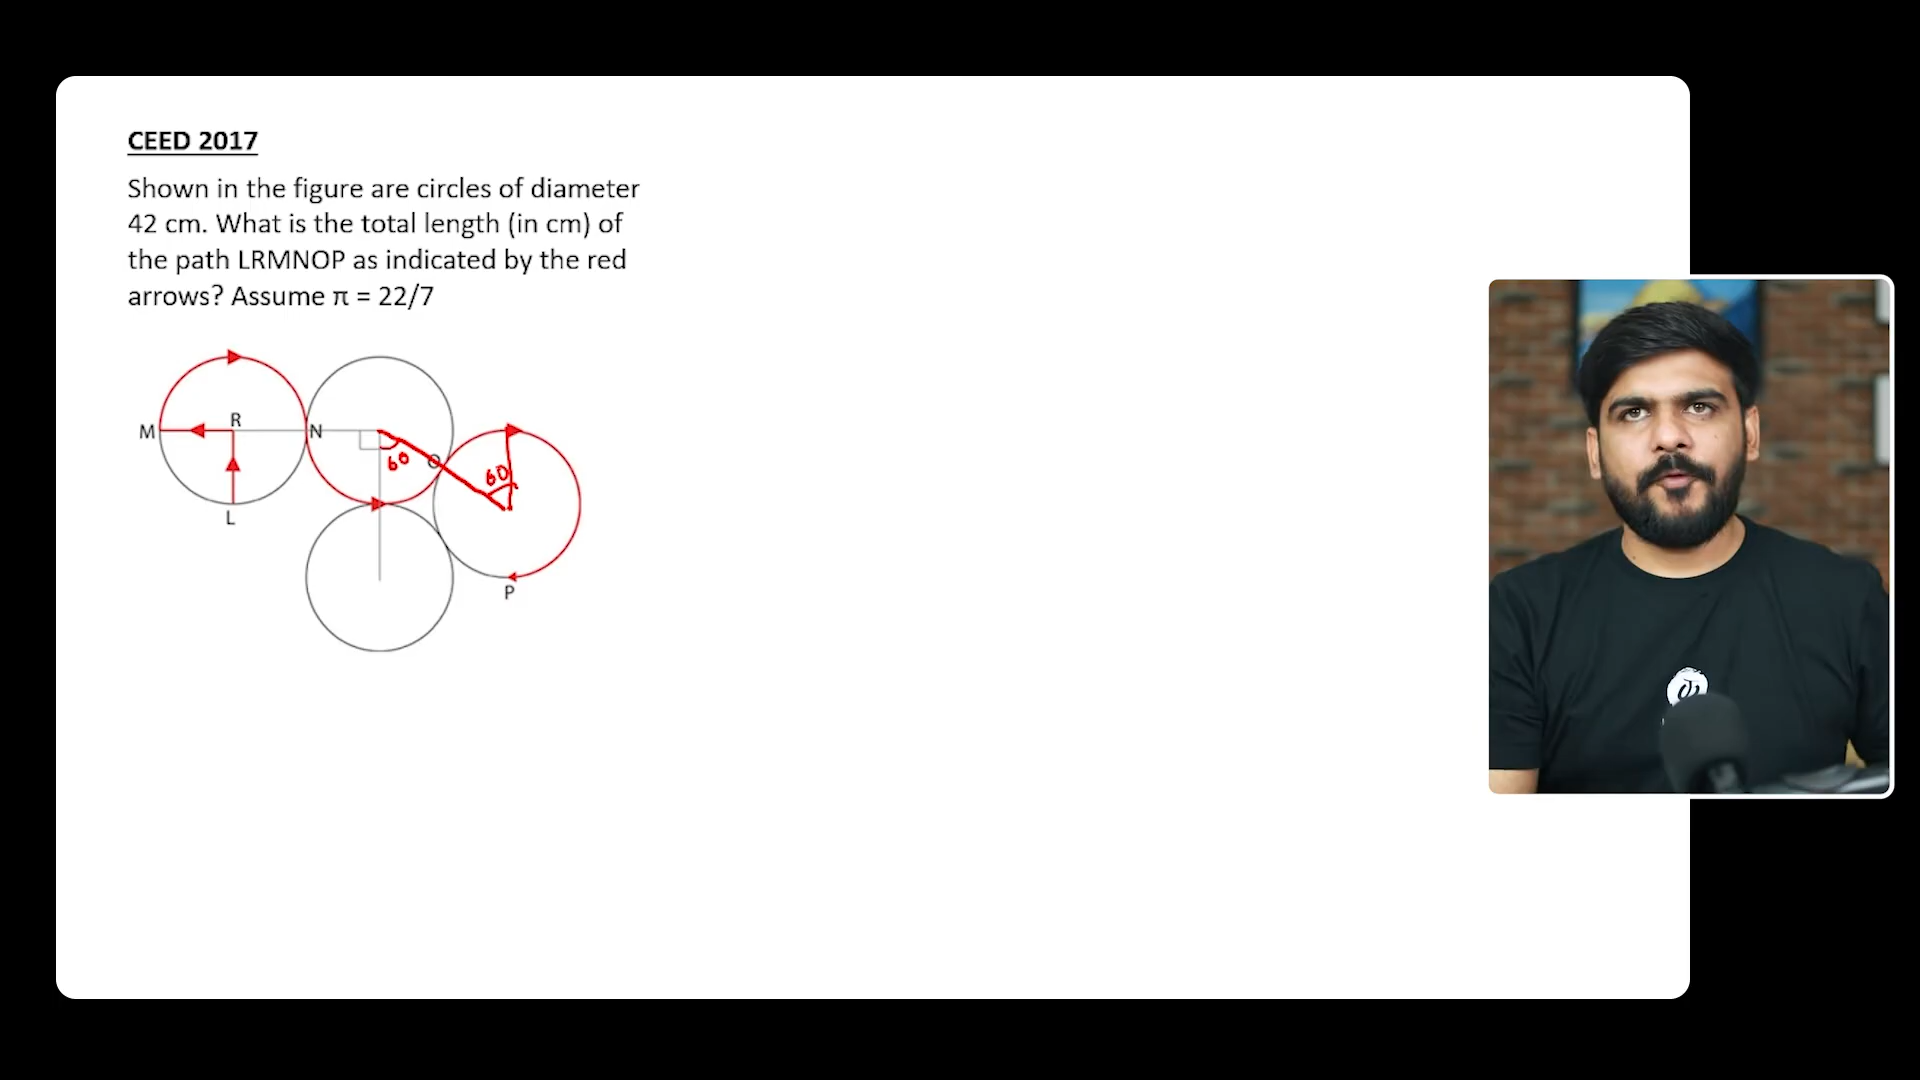 CEED 2017
Shown in the figure are circles of diameter
42 cm. What is the total length (in cm) of
the path LRMNOP as indicated by the red
arrows? Assume π = 22/7
R
M
N
O
60
60
L
P